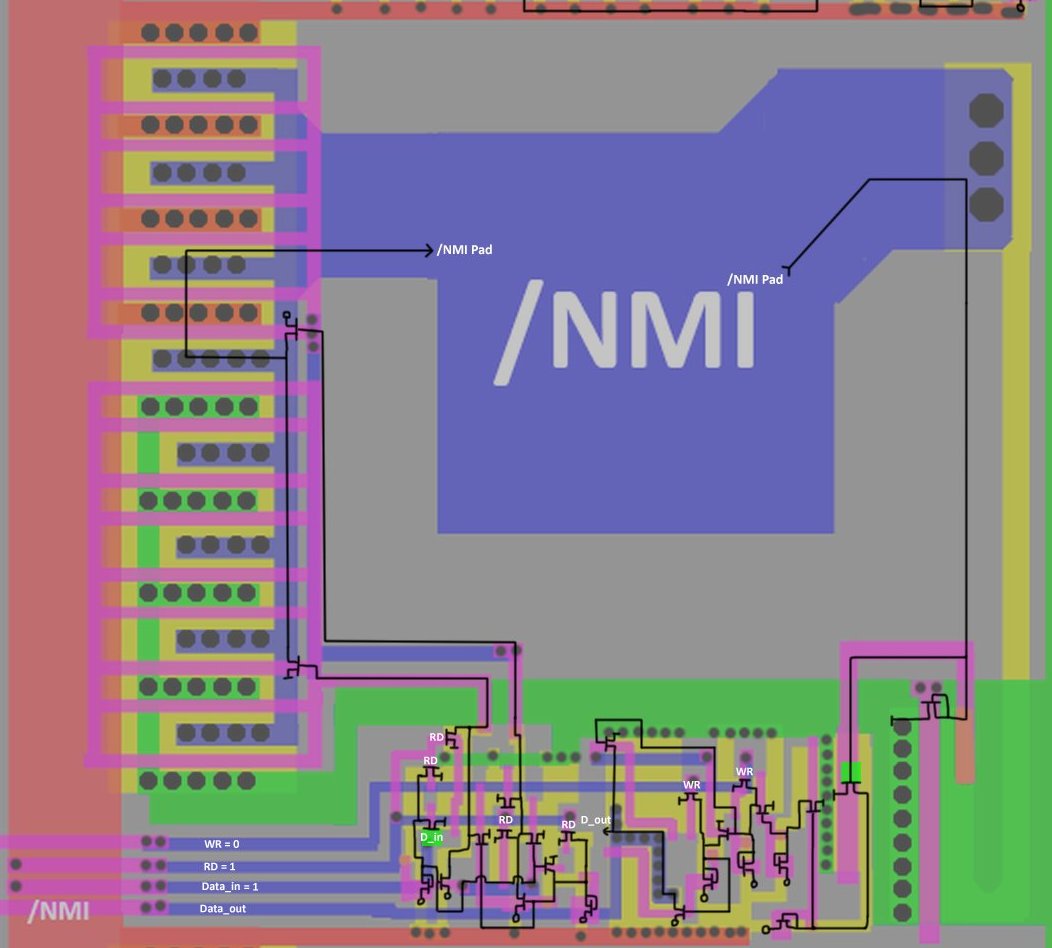 /NMI Pad
/NMI Pad
/NMI
RD
RD
WR
WR
RD
RD
D_out
D_in
WR = 0
RD = 1
Data_in = 1
Data_out
/NMI